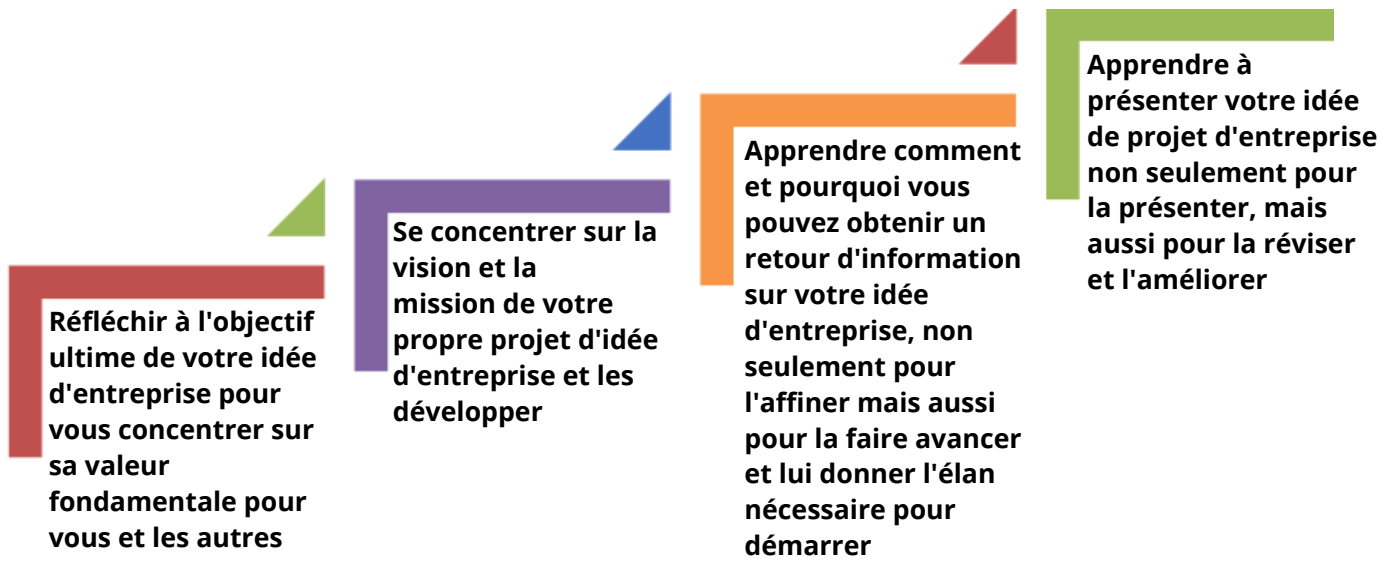 Réfléchir à l'objectif
ultime de votre idée
d'entreprise pour
vous concentrer sur
sa valeur
fondamentale pour
vous et les autres
Se concentrer sur la
vision et la
mission de votre
propre projet d'idée
d'entreprise et les
développer
Apprendre comment
et pourquoi vous
pouvez obtenir un
retour d'information
sur votre idée
d'entreprise, non
seulement pour
l'affiner mais aussi
pour la faire avancer
et lui donner l'élan
nécessaire pour
démarrer
Apprendre à
présenter votre idée
de projet d'entreprise
non seulement pour
la présenter, mais
aussi pour la réviser
et l'améliorer